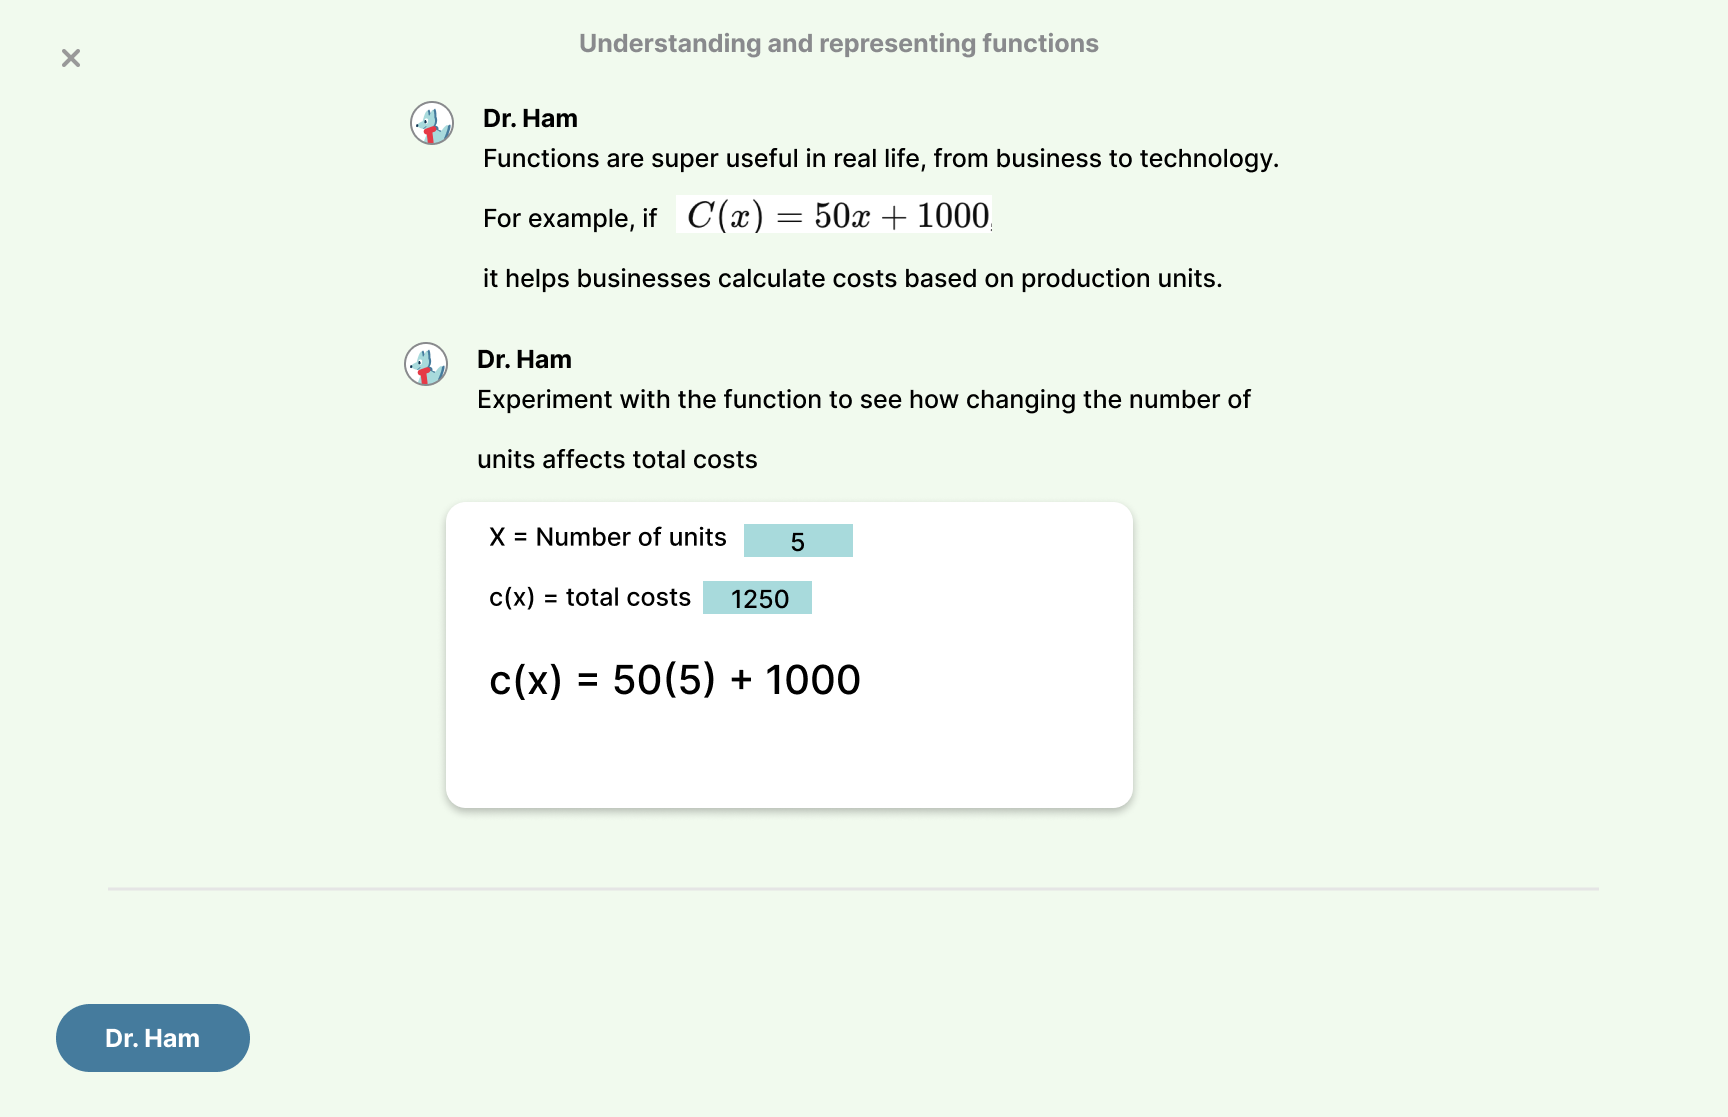 Understanding and representing functions
Dr. Ham
Functions are super useful in real life, from business to technology.
For example, if C(x) = 50x + 1000,
it helps businesses calculate costs based on production units.
Dr. Ham
Experiment with the function to see how changing the number of
units affects total costs
X = Number of units 5
c(x) = total costs 1250
c(x) = 50(5) + 1000
Dr. Ham